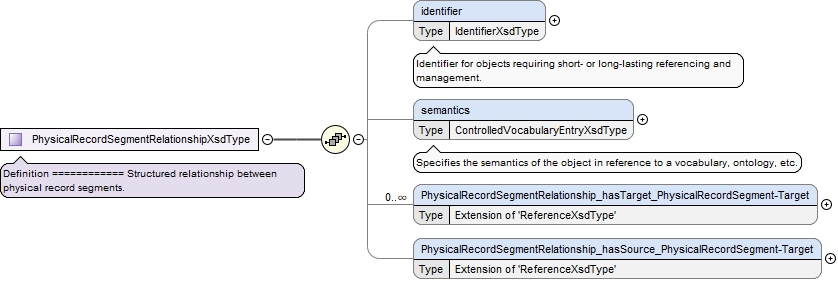 identifier
Type IdentifierXsdType
Identifier for objects requiring short- or long-lasting referencing and
management.
semantics
Type ControlledVocabularyEntryXsdType
Specifies the semantics of the object in reference to a vocabulary, ontology, etc.
PhysicalRecordSegmentRelationshipXsdType
Definition ============ Structured relationship between
physical record segments.
0..∞
PhysicalRecordSegmentRelationship_hasTarget_PhysicalRecordSegment-Target
Type Extension of 'ReferenceXsdType'
PhysicalRecordSegmentRelationship_hasSource_PhysicalRecordSegment-Target
Type Extension of 'ReferenceXsdType'